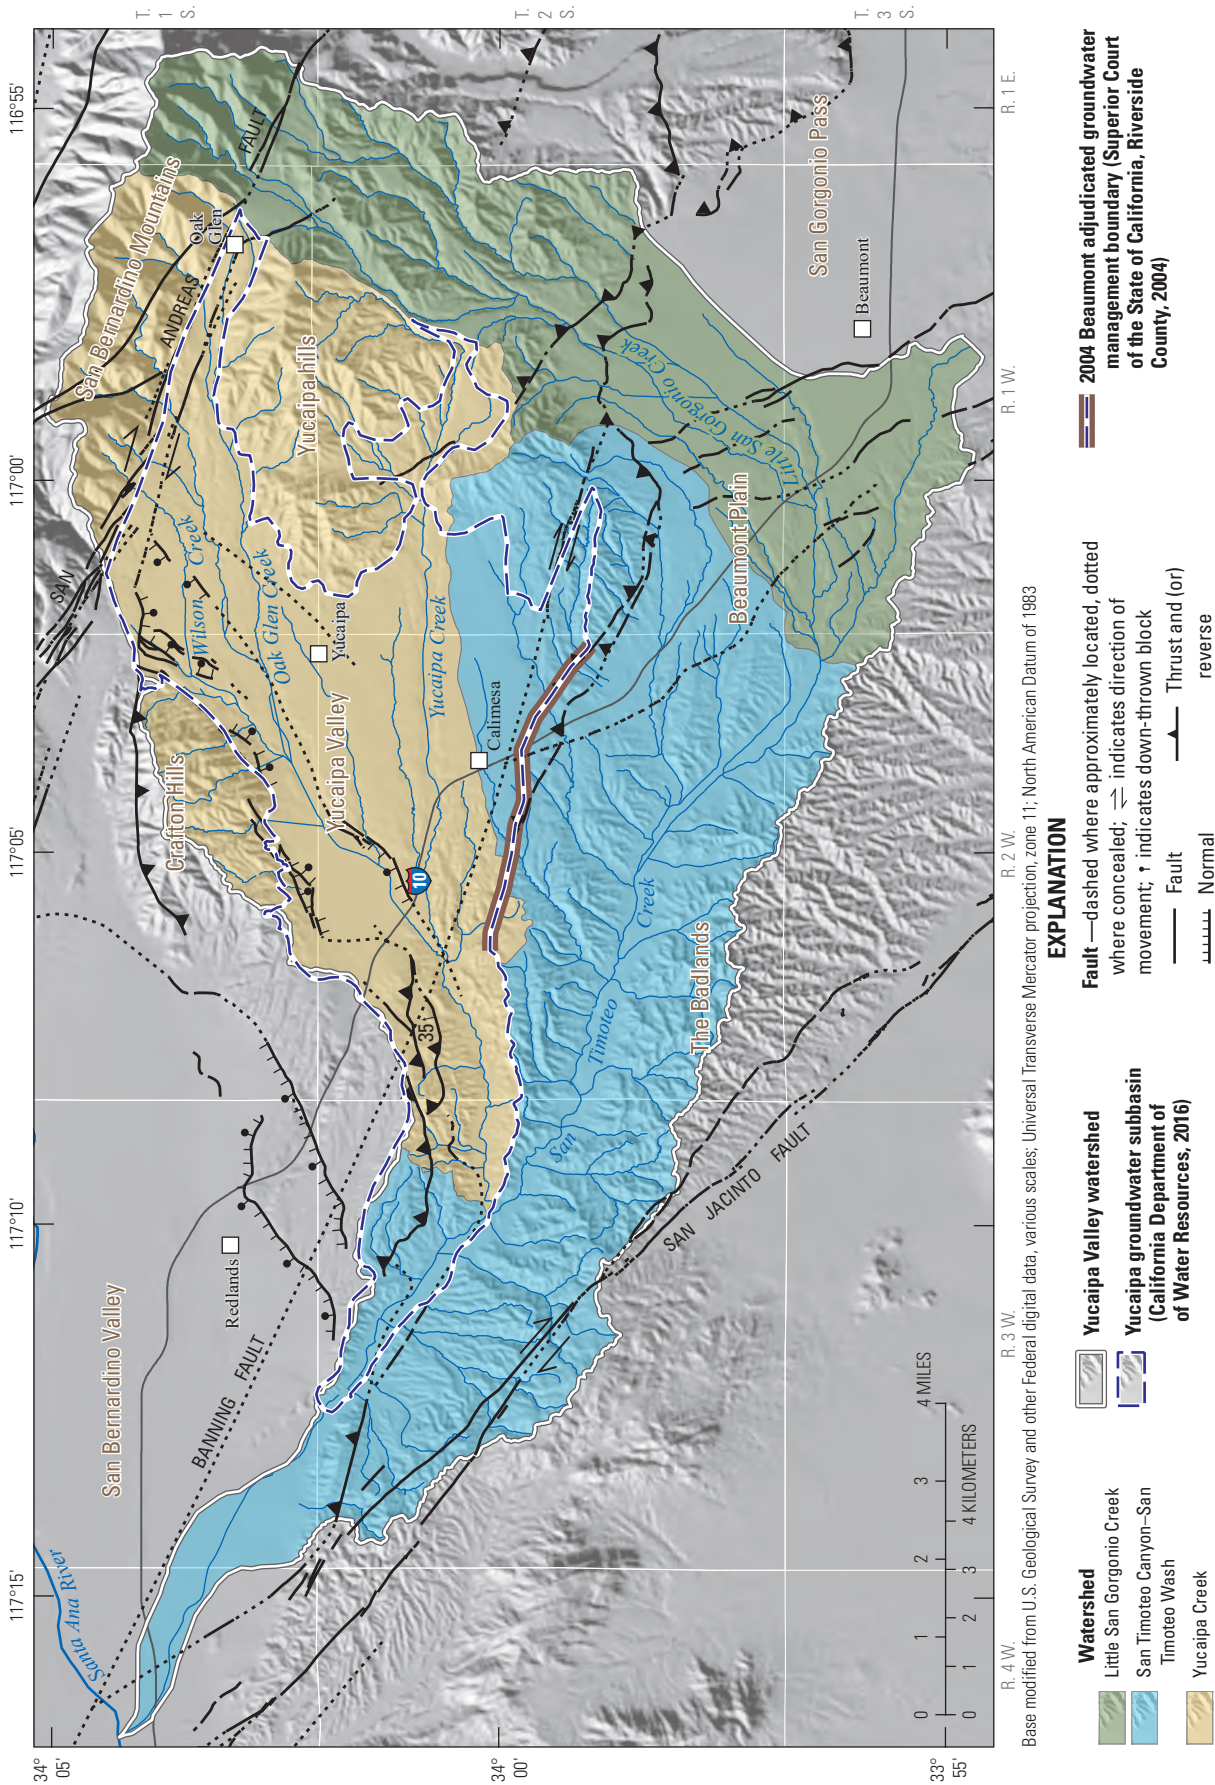 117°15'
117°10'
117°05'
117°00'
116°55'
34°
05'
34°
00'
33°
55'
T.
1
S.
T.
2
S.
T.
3
S.
R. 4 W.
R. 3 W.
R. 2 W.
R. 1 W.
R. 1 E.
Santa Ana River
San Bernardino Valley
BANNING FAULT
Redlands
Crafton Hills
SAN
ANDREAS
FAULT
San Bernardino Mountains
Oak
Glen
Wilson Creek
Oak Glen Creek
Yucaipa
Yucaipa hills
Yucaipa Valley
Yucaipa Creek
10
35
Calimesa
San
Timoteo
Creek
The Badlands
SAN JACINTO FAULT
Beaumont Plain
Little San Gorgonio Creek
San Gorgonio Pass
Beaumont
0 1 2 3 4 MILES
0 1 2 3 4 KILOMETERS
Base modified from U.S. Geological Survey and other Federal digital data, various scales; Universal Transverse Mercator projection, zone 11; North American Datum of 1983
EXPLANATION
Watershed
Little San Gorgonio Creek
San Timoteo Canyon–San
Timoteo Wash
Yucaipa Creek
Yucaipa Valley watershed
Yucaipa groundwater subbasin
(California Department of
of Water Resources, 2016)
Fault—dashed where approximately located, dotted
where concealed; ⇌ indicates direction of
movement; indicates down-thrown block
Fault
Normal
Thrust and (or)
reverse
2004 Beaumont adjudicated groundwater
management boundary (Superior Court
of the State of California, Riverside
County, 2004)